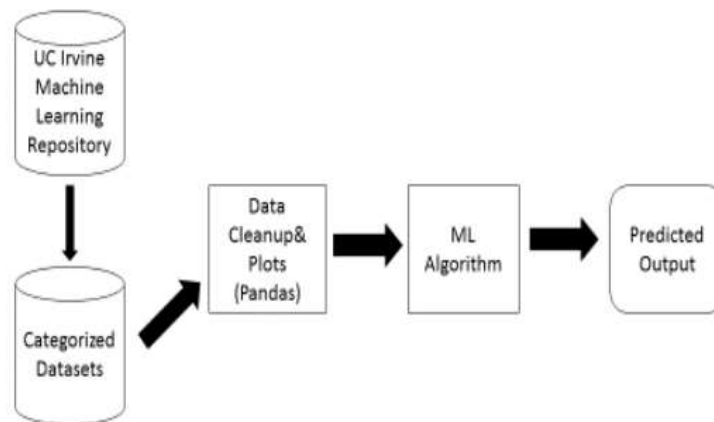 UC Irvine
Machine
Learning
Repository
Categorized
Datasets
Data
Cleanup&
Plots
(Pandas)
ML
Algorithm
Predicted
Output